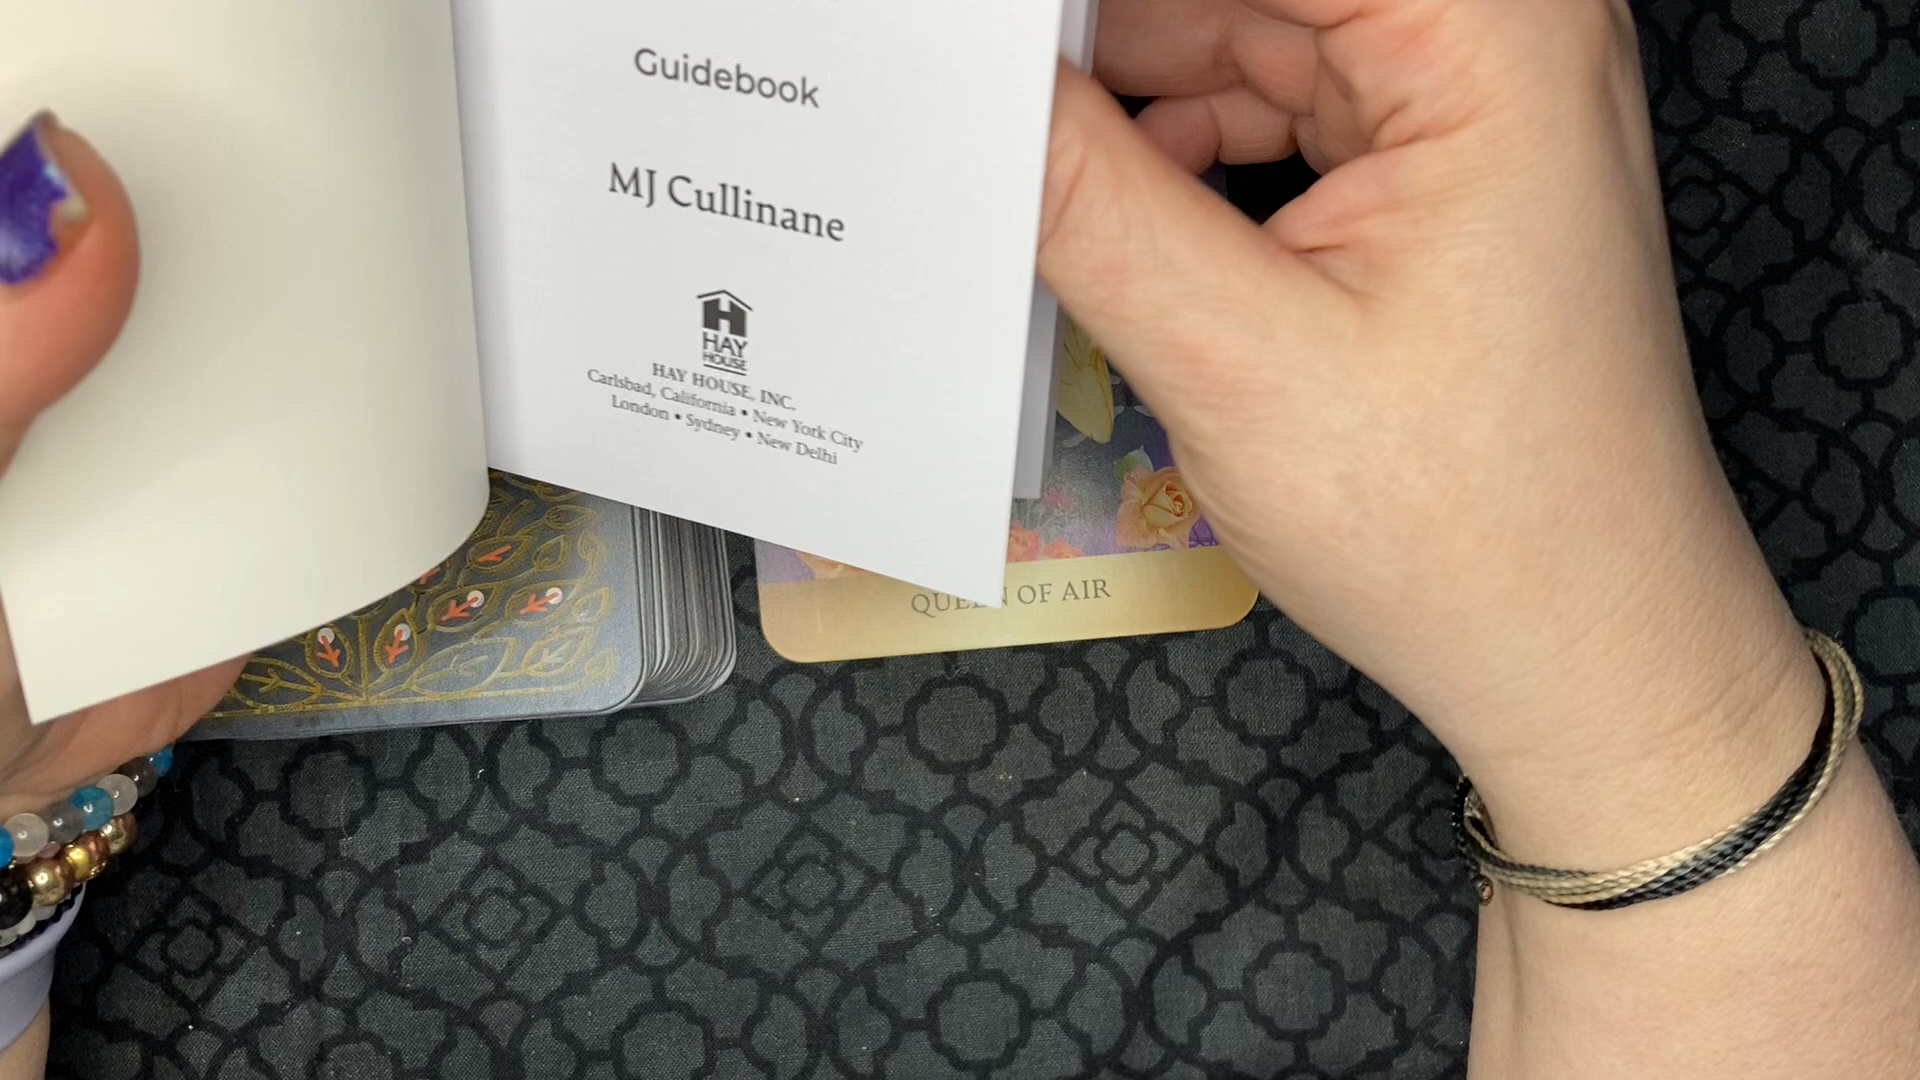 Guidebook
MJ Cullinane
HAY
HOUSE
HAY HOUSE, INC.
Carlsbad, California • New York City
London • Sydney • New Delhi
QUEEN OF AIR